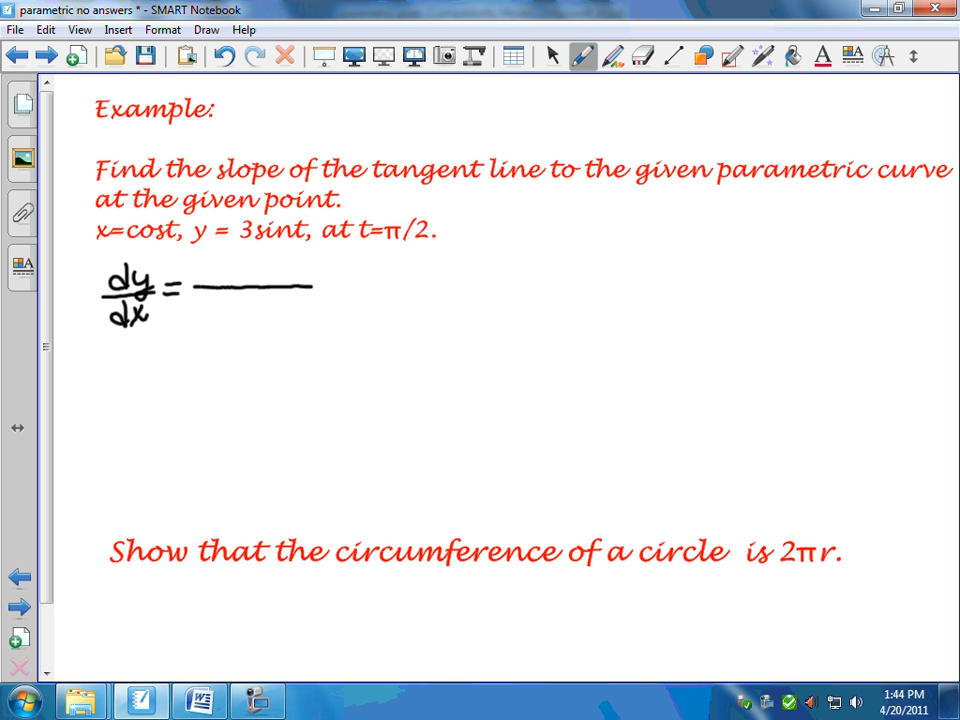 parametric no answers * - SMART Notebook
File Edit View Insert Format Draw Help
Example:
Find the slope of the tangent line to the given parametric curve
at the given point.
x=cost, y = 3sint, at t=π/2.
dy
dx
=
Show that the circumference of a circle is 2πr.
1:44 PM
4/20/2011